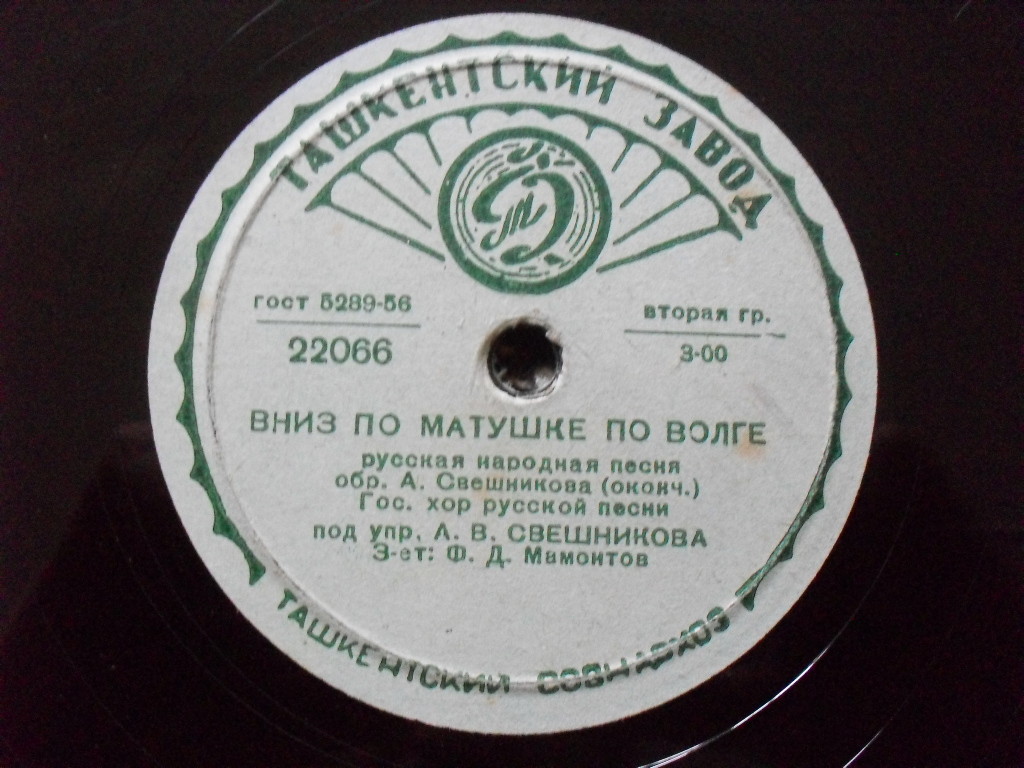 ТАШКЕНТСКИЙ ЗАВОД
гост 5289-56
22066
вторая гр.
3-00
ВНИЗ ПО МАТУШКЕ ПО ВОЛГЕ
русская народная песня
обр. А. Свешникова (оконч.)
Гос. хор русской песни
под упр. А. В. СВЕШНИКОВА
З-ет: Ф. Д. Мамонтов
ТАШКЕНТСКИЙ СОВНАРХОЗ